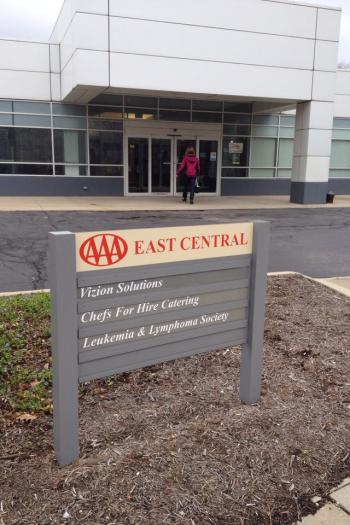 AAA EAST CENTRAL
Vizion Solutions
Chefs For Hire Catering
Leukemia & Lymphoma Society